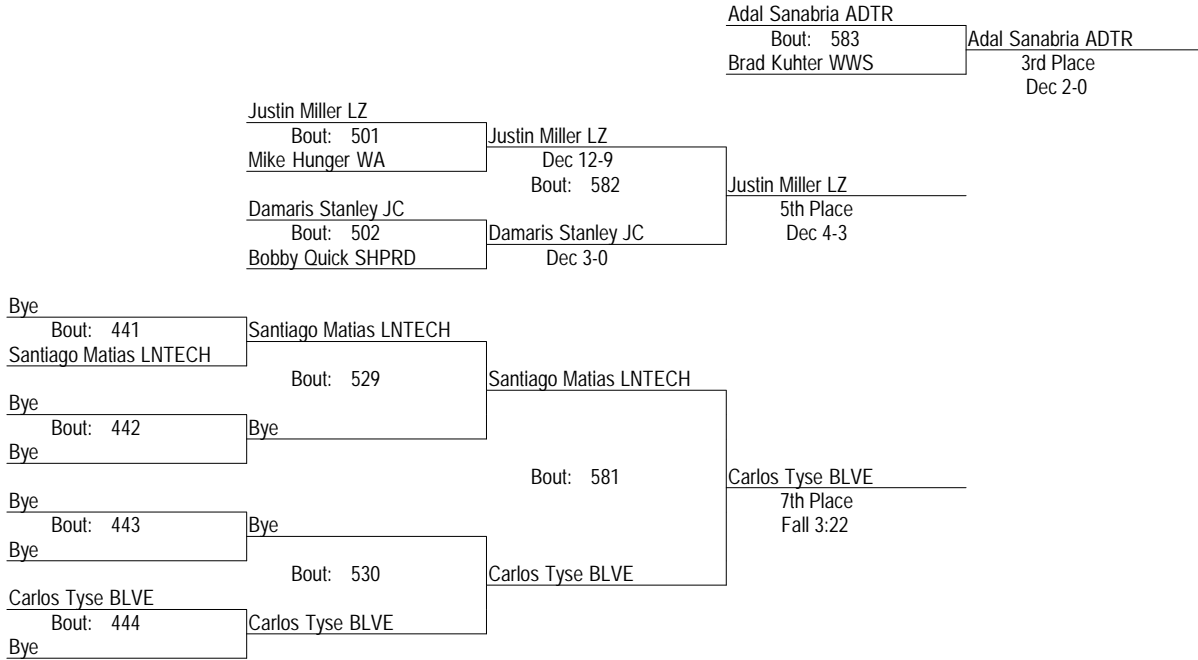 Adal Sanabria ADTR
Bout: 583
Adal Sanabria ADTR
Brad Kuhter WWS
3rd Place
Dec 2-0
Justin Miller LZ
Bout: 501
Justin Miller LZ
Mike Hunger WA
Dec 12-9
Bout: 582
Justin Miller LZ
Damaris Stanley JC
5th Place
Bout: 502
Damaris Stanley JC
Dec 4-3
Bobby Quick SHPRD
Dec 3-0
Bye
Bout: 441
Santiago Matias LNTECH
Santiago Matias LNTECH
Bout: 529
Santiago Matias LNTECH
Bye
Bout: 442
Bye
Bye
Bout: 581
Carlos Tyse BLVE
Bye
7th Place
Bout: 443
Bye
Fall 3:22
Bye
Bout: 530
Carlos Tyse BLVE
Carlos Tyse BLVE
Bout: 444
Carlos Tyse BLVE
Bye